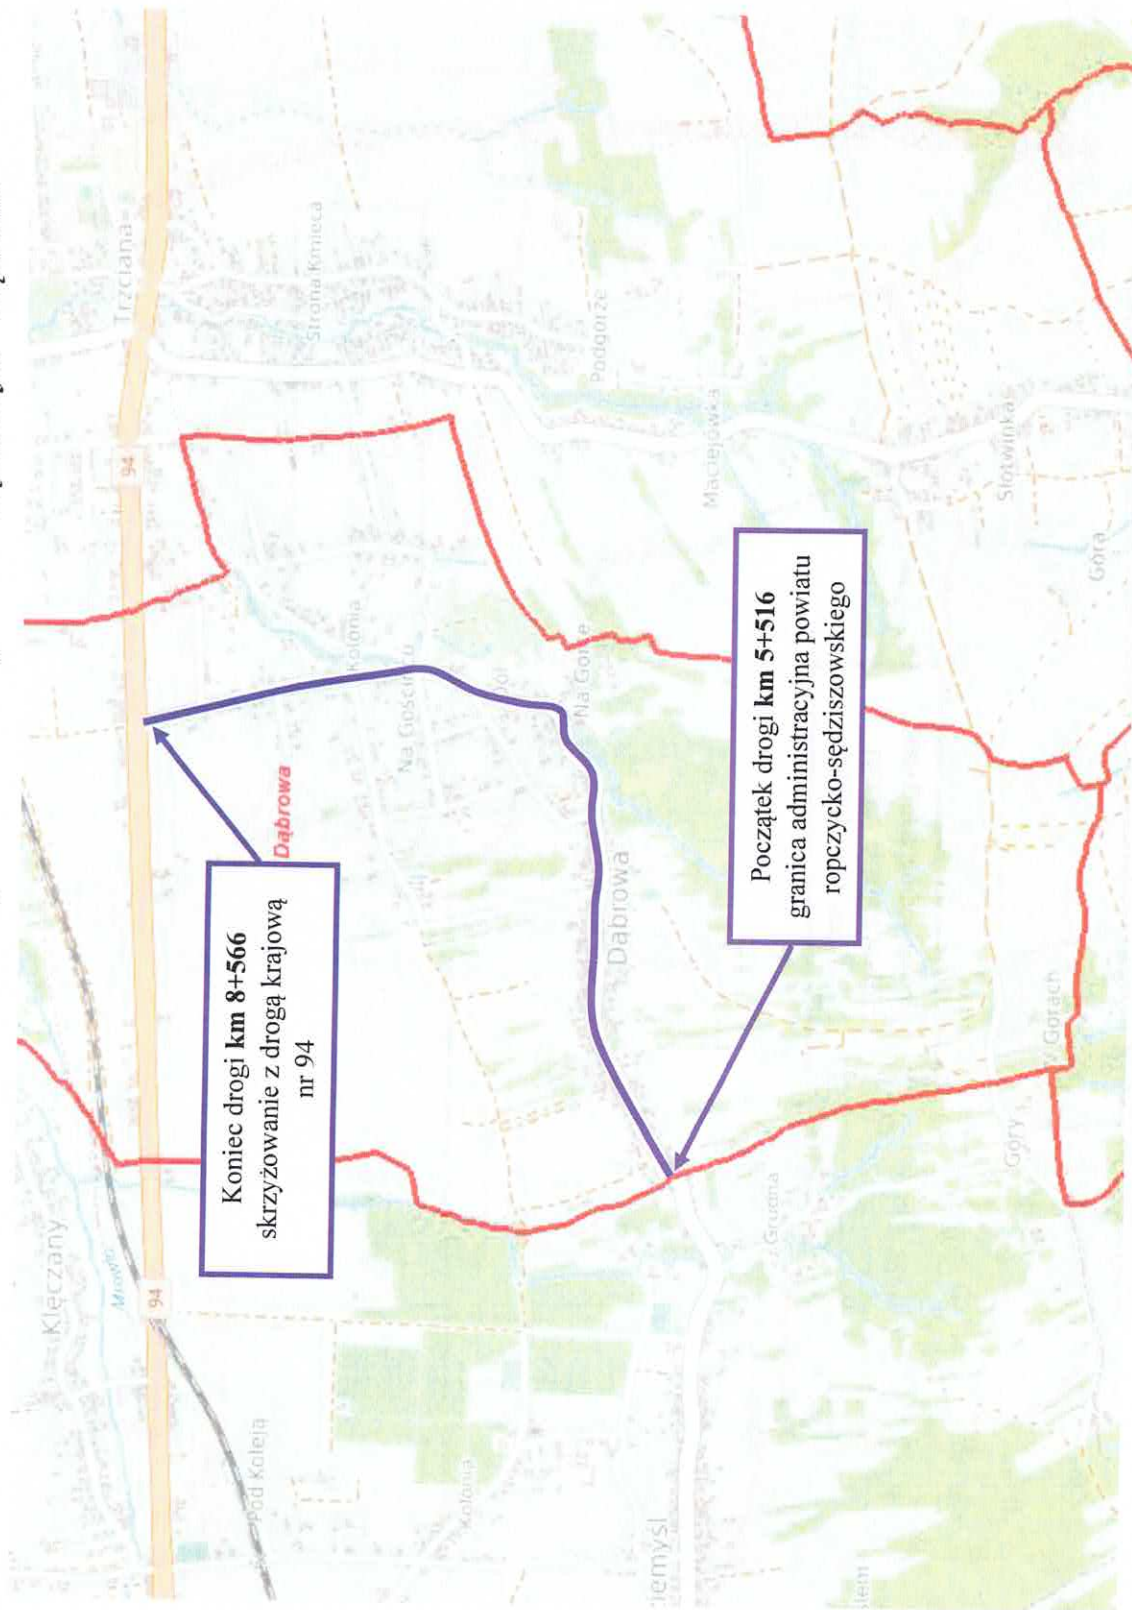 Trzciana
94
Strona Kmieca
Podgórze
Maciejówka
Słotwinka
Góra
Kolonia
Na Gościńcu
Dół
Na Górze
Dąbrowa
Koniec drogi km 8+566
skrzyżowanie z drogą krajową
nr 94
Dąbrowa
Początek drogi km 5+516
granica administracyjna powiatu
ropczycko-sędziszowskiego
Klęczany
94
Pod Koleją
Kolonia
Góry
Górach
iemyśl